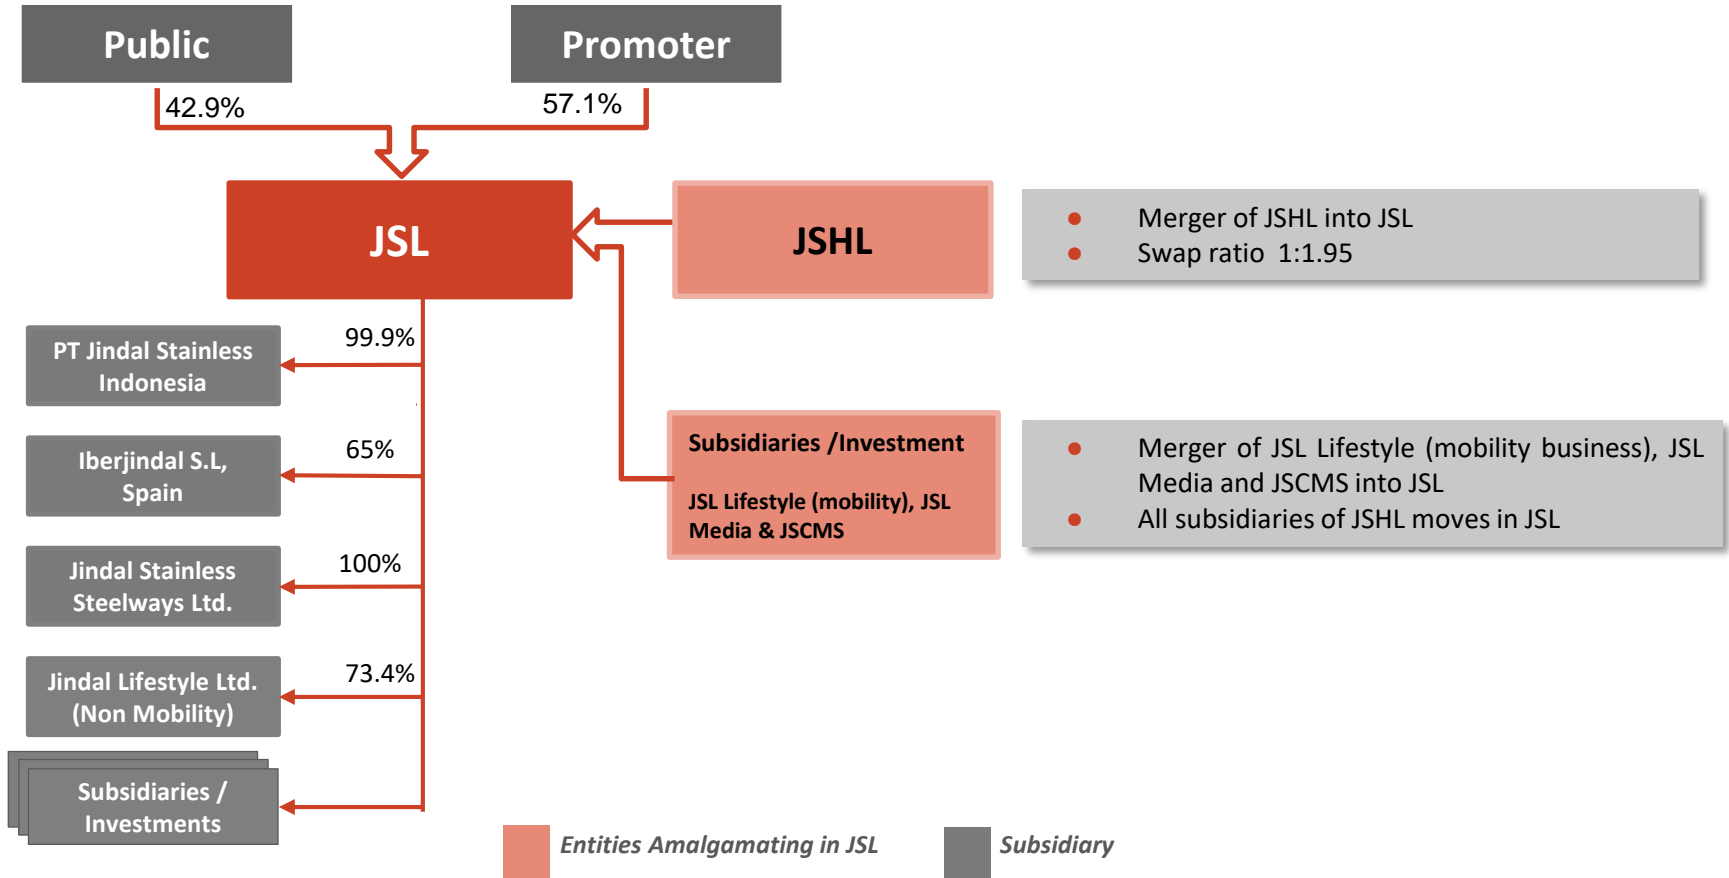 Public
Promoter
42.9%
57.1%
JSL
JSHL
● Merger of JSHL into JSL
● Swap ratio 1:1.95
99.9%
PT Jindal Stainless
Indonesia
65%
Iberjindal S.L,
Spain
Subsidiaries /Investment
JSL Lifestyle (mobility), JSL
Media & JSCMS
● Merger of JSL Lifestyle (mobility business), JSL
Media and JSCMS into JSL
● All subsidiaries of JSHL moves in JSL
100%
Jindal Stainless
Steelways Ltd.
73.4%
Jindal Lifestyle Ltd.
(Non Mobility)
Subsidiaries /
Investments
Entities Amalgamating in JSL
Subsidiary